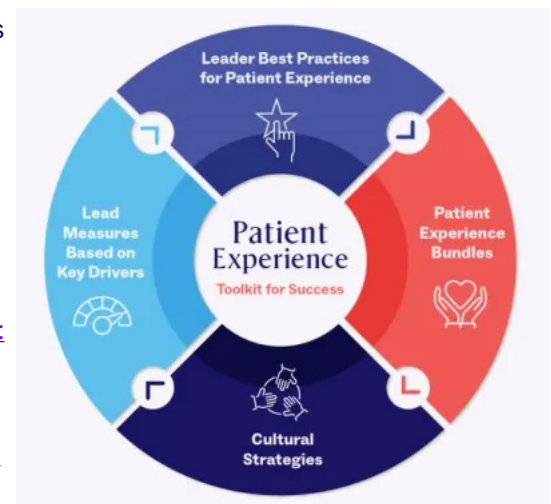 Leader Best Practices
for Patient Experience
Lead
Measures
Based on
Key Drivers
Patient
Experience
Toolkit for Success
Patient
Experience
Bundles
Cultural
Strategies